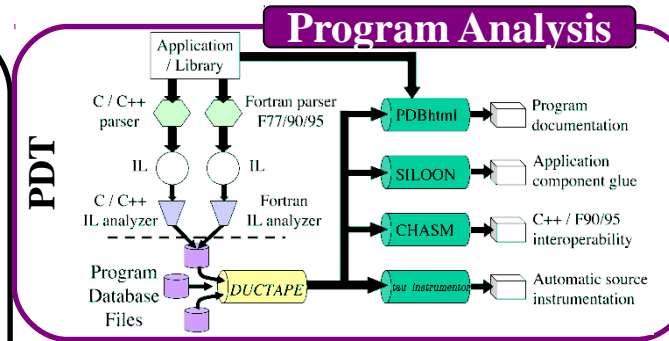 Program Analysis
PDT
Application
/ Library
C / C++
parser
Fortran parser
F77/90/95
IL
IL
C / C++
IL analyzer
Fortran
IL analyzer
Program
Database
Files
DUCTAPE
PDBhtml
Program
documentation
SILOON
Application
component glue
CHASM
C++ / F90/95
interoperability
tau instrumentor
Automatic source
instrumentation